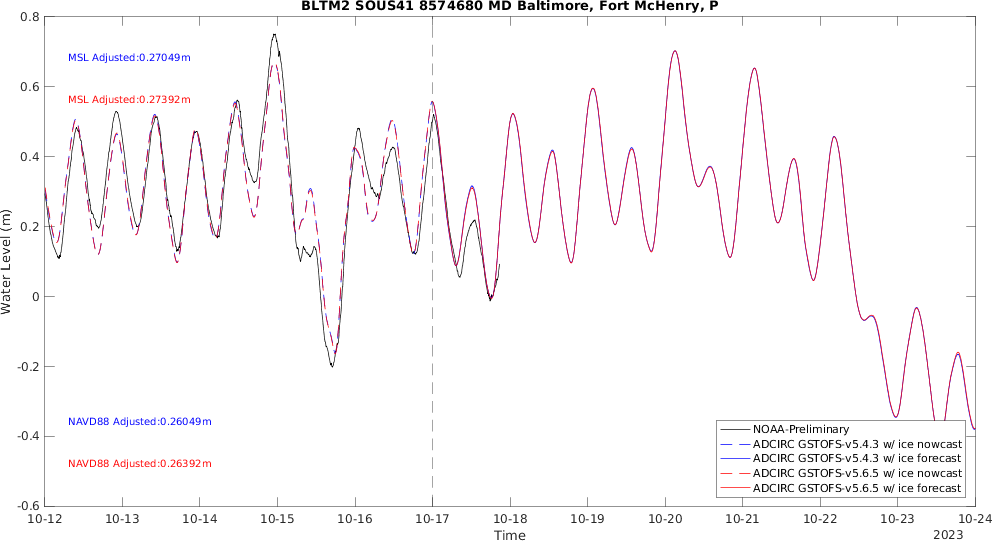 BLTM2 SOUS41 8574680 MD Baltimore, Fort McHenry, P
0.8
0.6
0.4
0.2
0
-0.2
-0.4
-0.6
Water Level (m)
MSL Adjusted:0.27049m
MSL Adjusted:0.27392m
NAVD88 Adjusted:0.26049m
NAVD88 Adjusted:0.26392m
NOAA-Preliminary
ADCIRC GSTOFS-v5.4.3 w/ ice nowcast
ADCIRC GSTOFS-v5.4.3 w/ ice forecast
ADCIRC GSTOFS-v5.6.5 w/ ice nowcast
ADCIRC GSTOFS-v5.6.5 w/ ice forecast
10-12 10-13 10-14 10-15 10-16 10-17 10-18 10-19 10-20 10-21 10-22 10-23 10-24
Time
2023